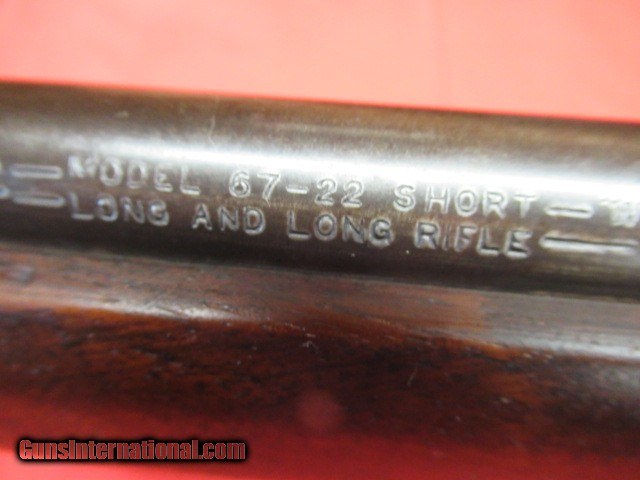 MODEL 67-22 SHORT
LONG AND LONG RIFLE
GunsInternational.com